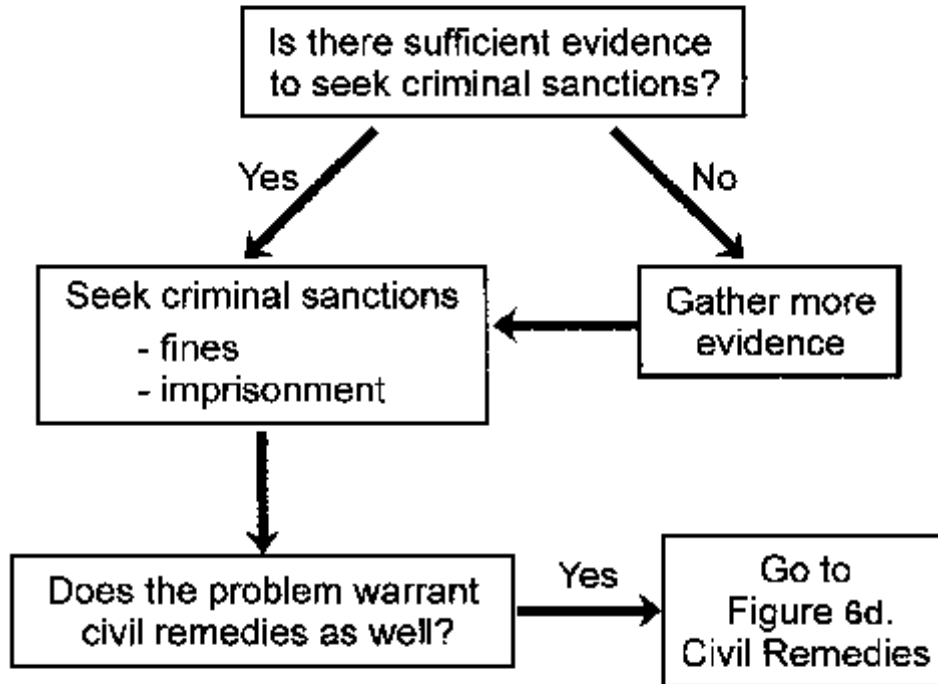 Is there sufficient evidence
to seek criminal sanctions?
Yes
No
Seek criminal sanctions
- fines
- imprisonment
Gather more
evidence
Does the problem warrant
civil remedies as well?
Yes
Go to
Figure 6d.
Civil Remedies